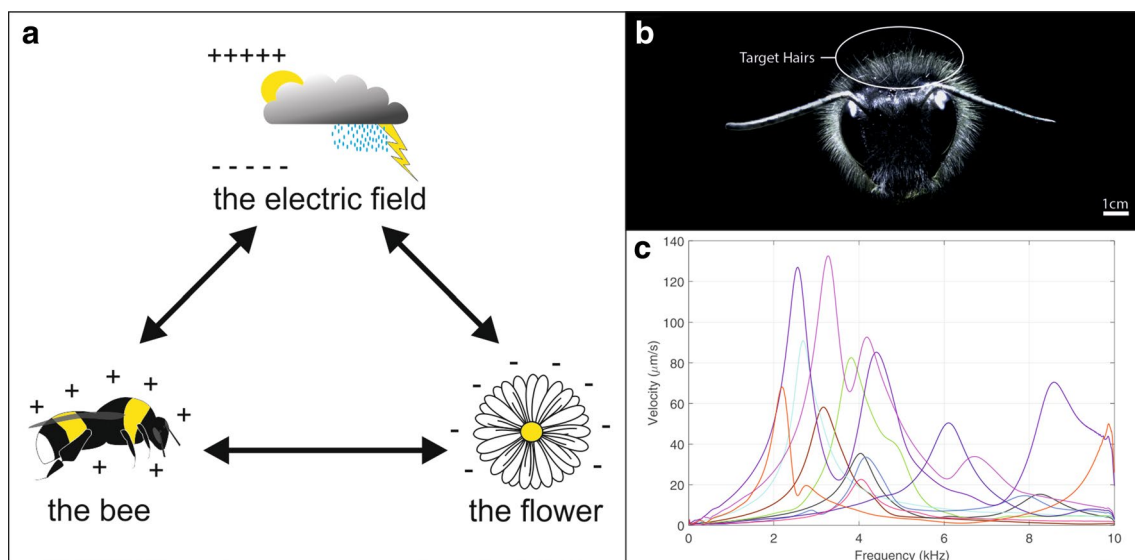 a
+++++
- - - - -
the electric field
+ + + + + + + +
the bee
- - - - - - - - - -
the flower
b
Target Hairs
1cm
c
140
120
100
80
60
40
20
0
Velocity (μm/s)
0 2 4 6 8 10
Frequency (kHz)